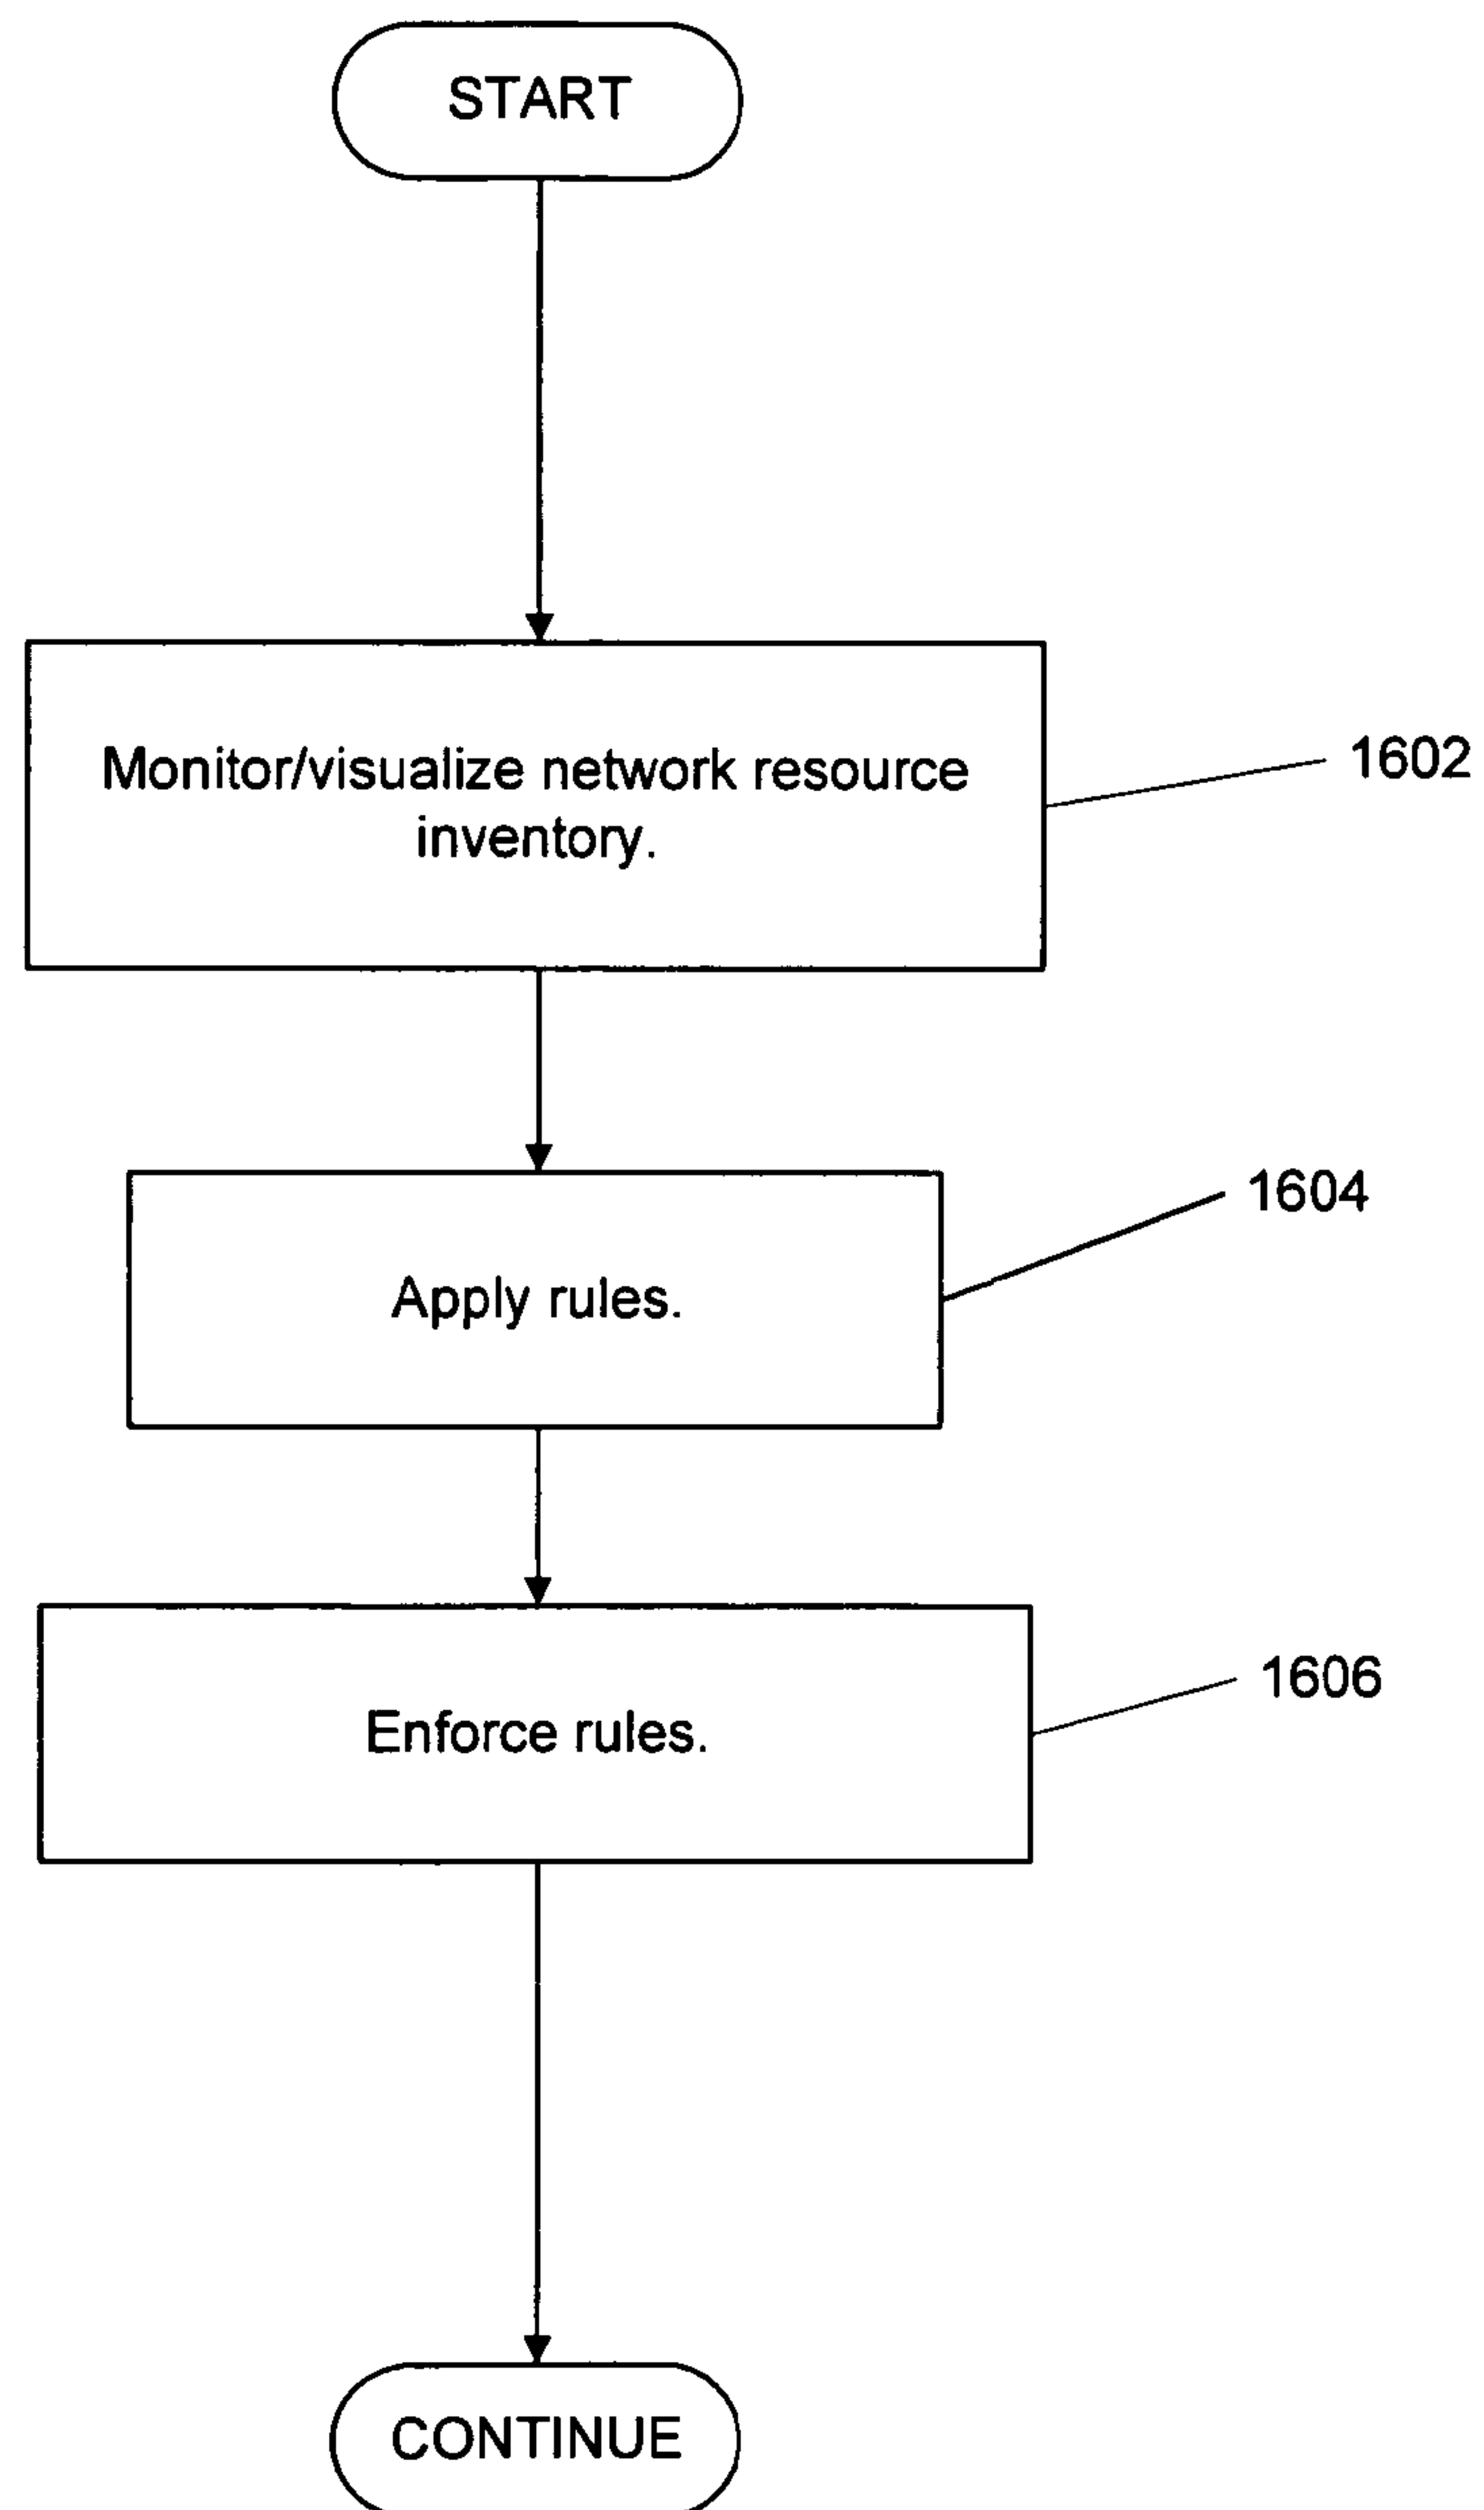 START
Monitor/visualize network resource
inventory.
1602
Apply rules.
1604
Enforce rules.
1606
CONTINUE